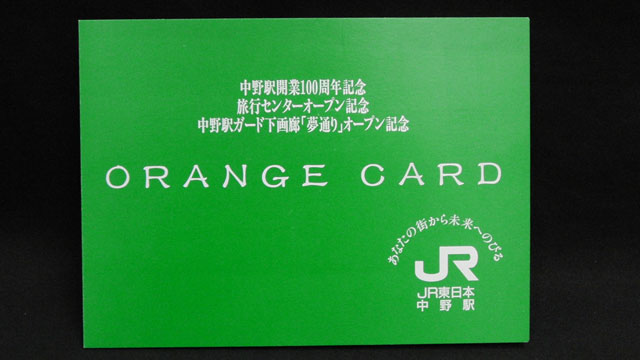 中野駅開業100周年記念
旅行センターオープン記念
中野駅ガード下画廊「夢通り」オープン記念
ORANGE CARD
あなたの街から未来へのびる
JR
JR東日本
中野駅